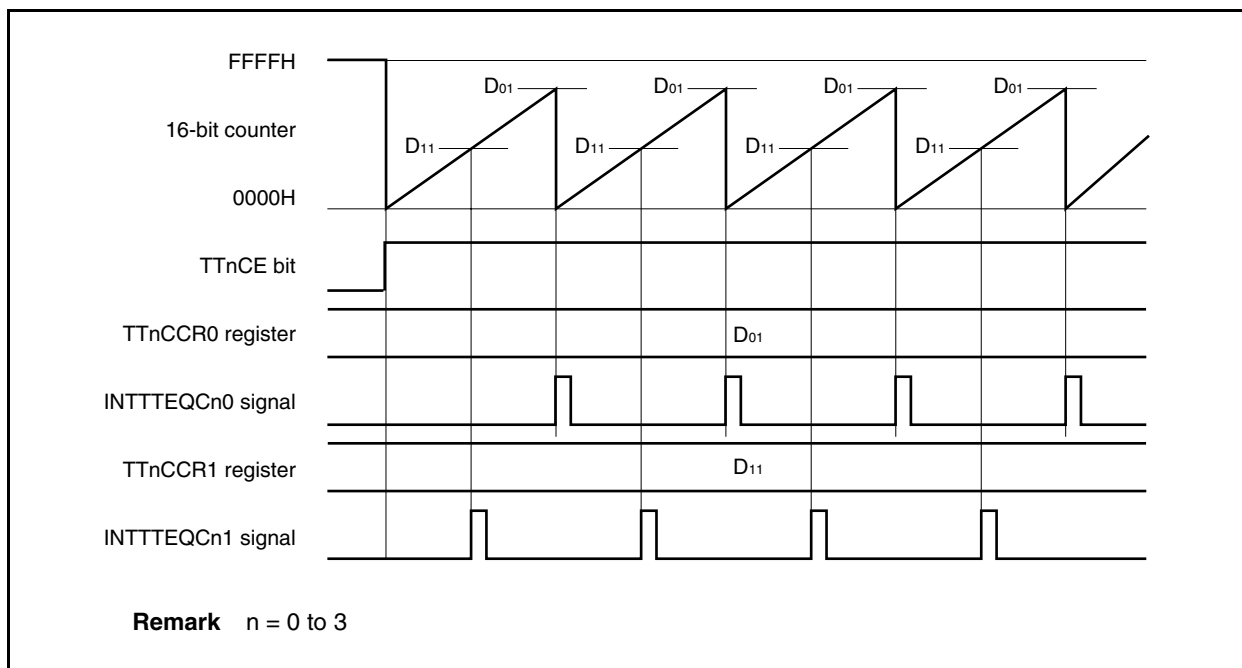 FFFFH
D01 D01 D01 D01
16-bit counter
D11 D11 D11 D11
0000H
TTnCE bit
TTnCCR0 register
D01
INTTTEQCn0 signal
TTnCCR1 register
D11
INTTTEQCn1 signal
Remark n = 0 to 3